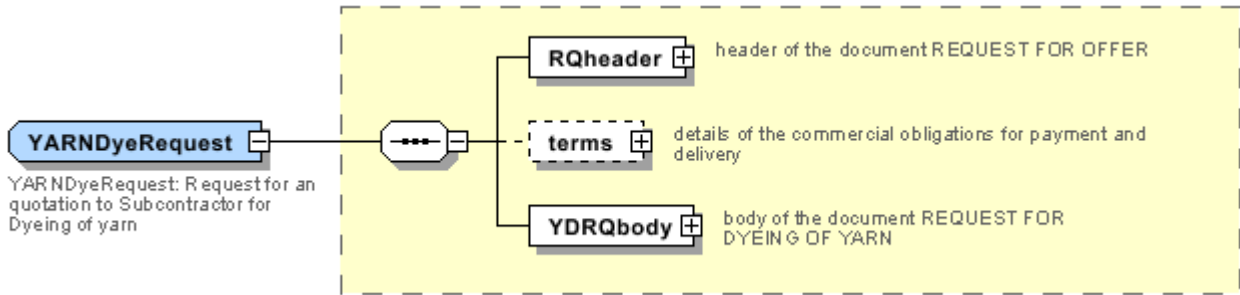 RQheader
header of the document REQUEST FOR OFFER
YARNDyeRequest
YARNDyeRequest: Request for an
quotation to Subcontractor for
Dyeing of yarn
terms
details of the commercial obligations for payment and
delivery
YDRQbody
body of the document REQUEST FOR
DYEING OF YARN